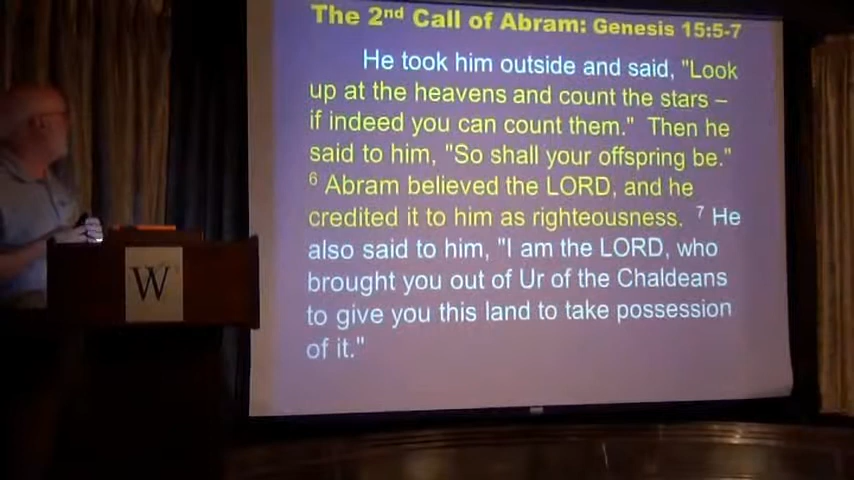 The 2nd Call of Abram: Genesis 15:5-7
He took him outside and said, "Look
up at the heavens and count the stars –
if indeed you can count them." Then he
said to him, "So shall your offspring be."
6 Abram believed the LORD, and he
credited it to him as righteousness. 7 He
also said to him, "I am the LORD, who
brought you out of Ur of the Chaldeans
to give you this land to take possession
of it."
W